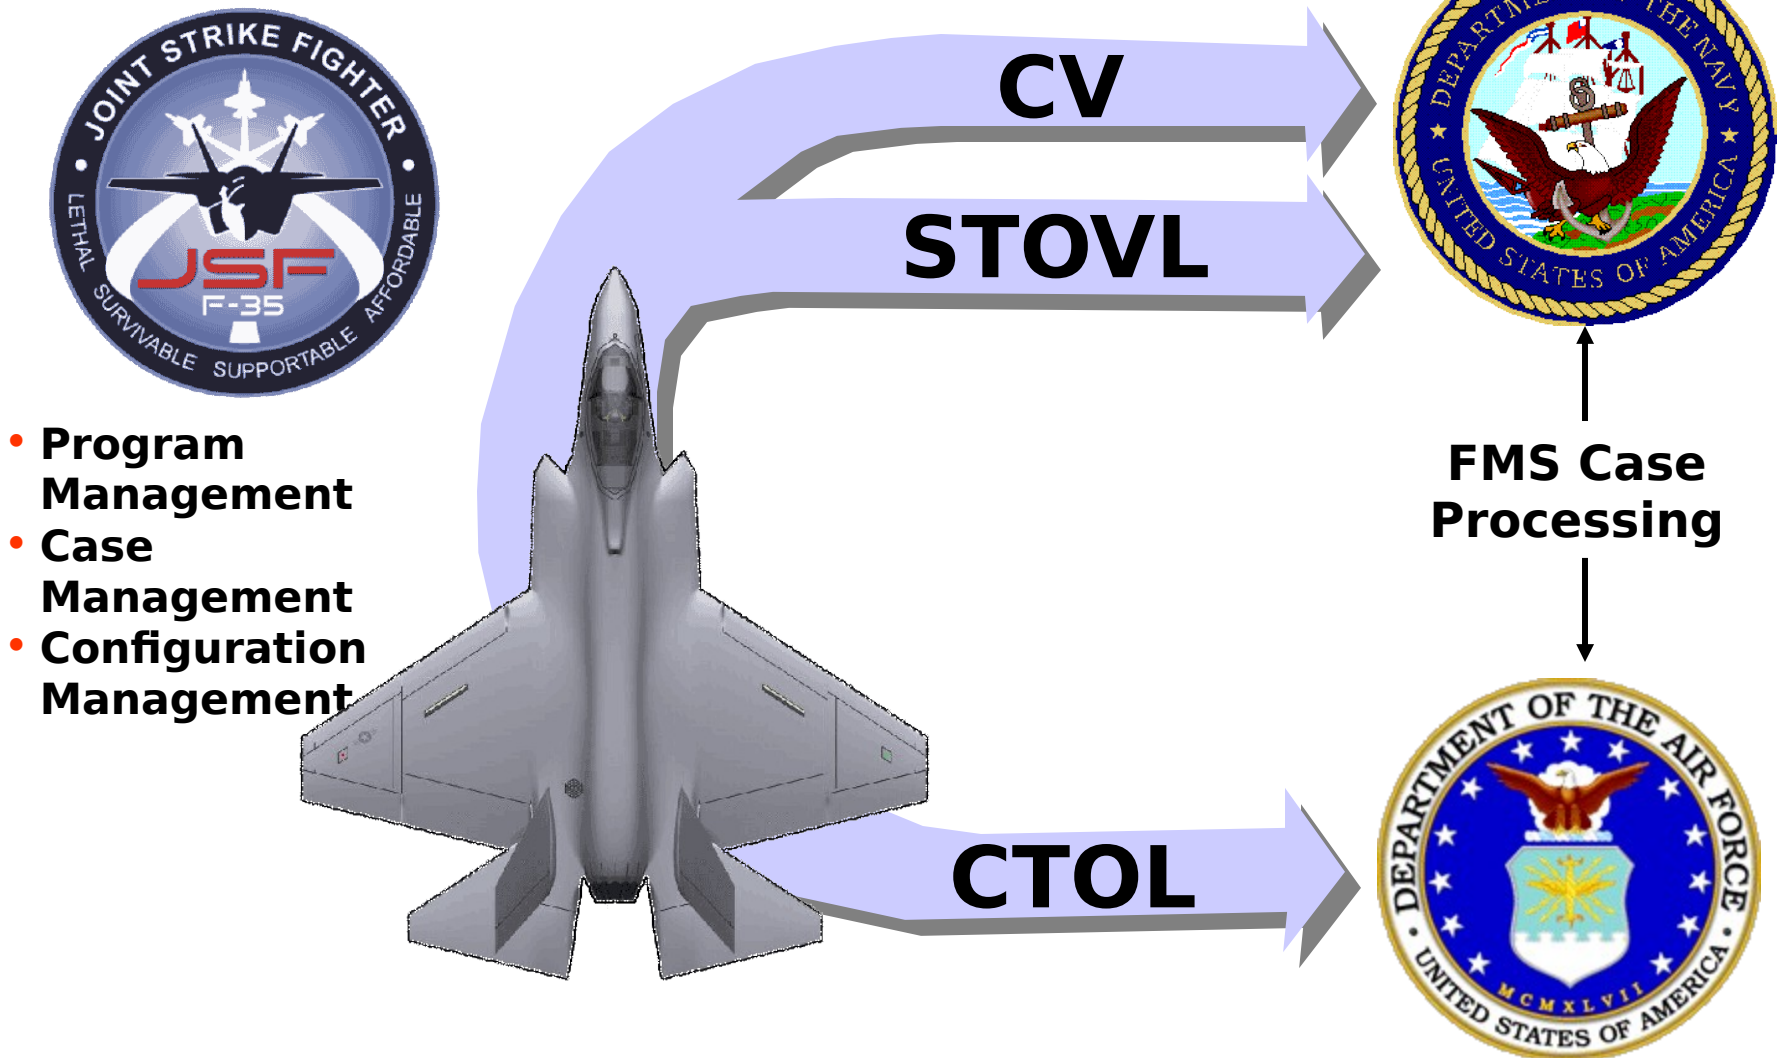 JOINT STRIKE FIGHTER
LETHAL SURVIVABLE SUPPORTABLE AFFORDABLE
JSF
F-35
• Program
Management
• Case
Management
• Configuration
Management
CV
STOVL
CTOL
DEPARTMENT OF THE NAVY
UNITED STATES OF AMERICA
FMS Case
Processing
DEPARTMENT OF THE AIR FORCE
MCMXLVII
UNITED STATES OF AMERICA